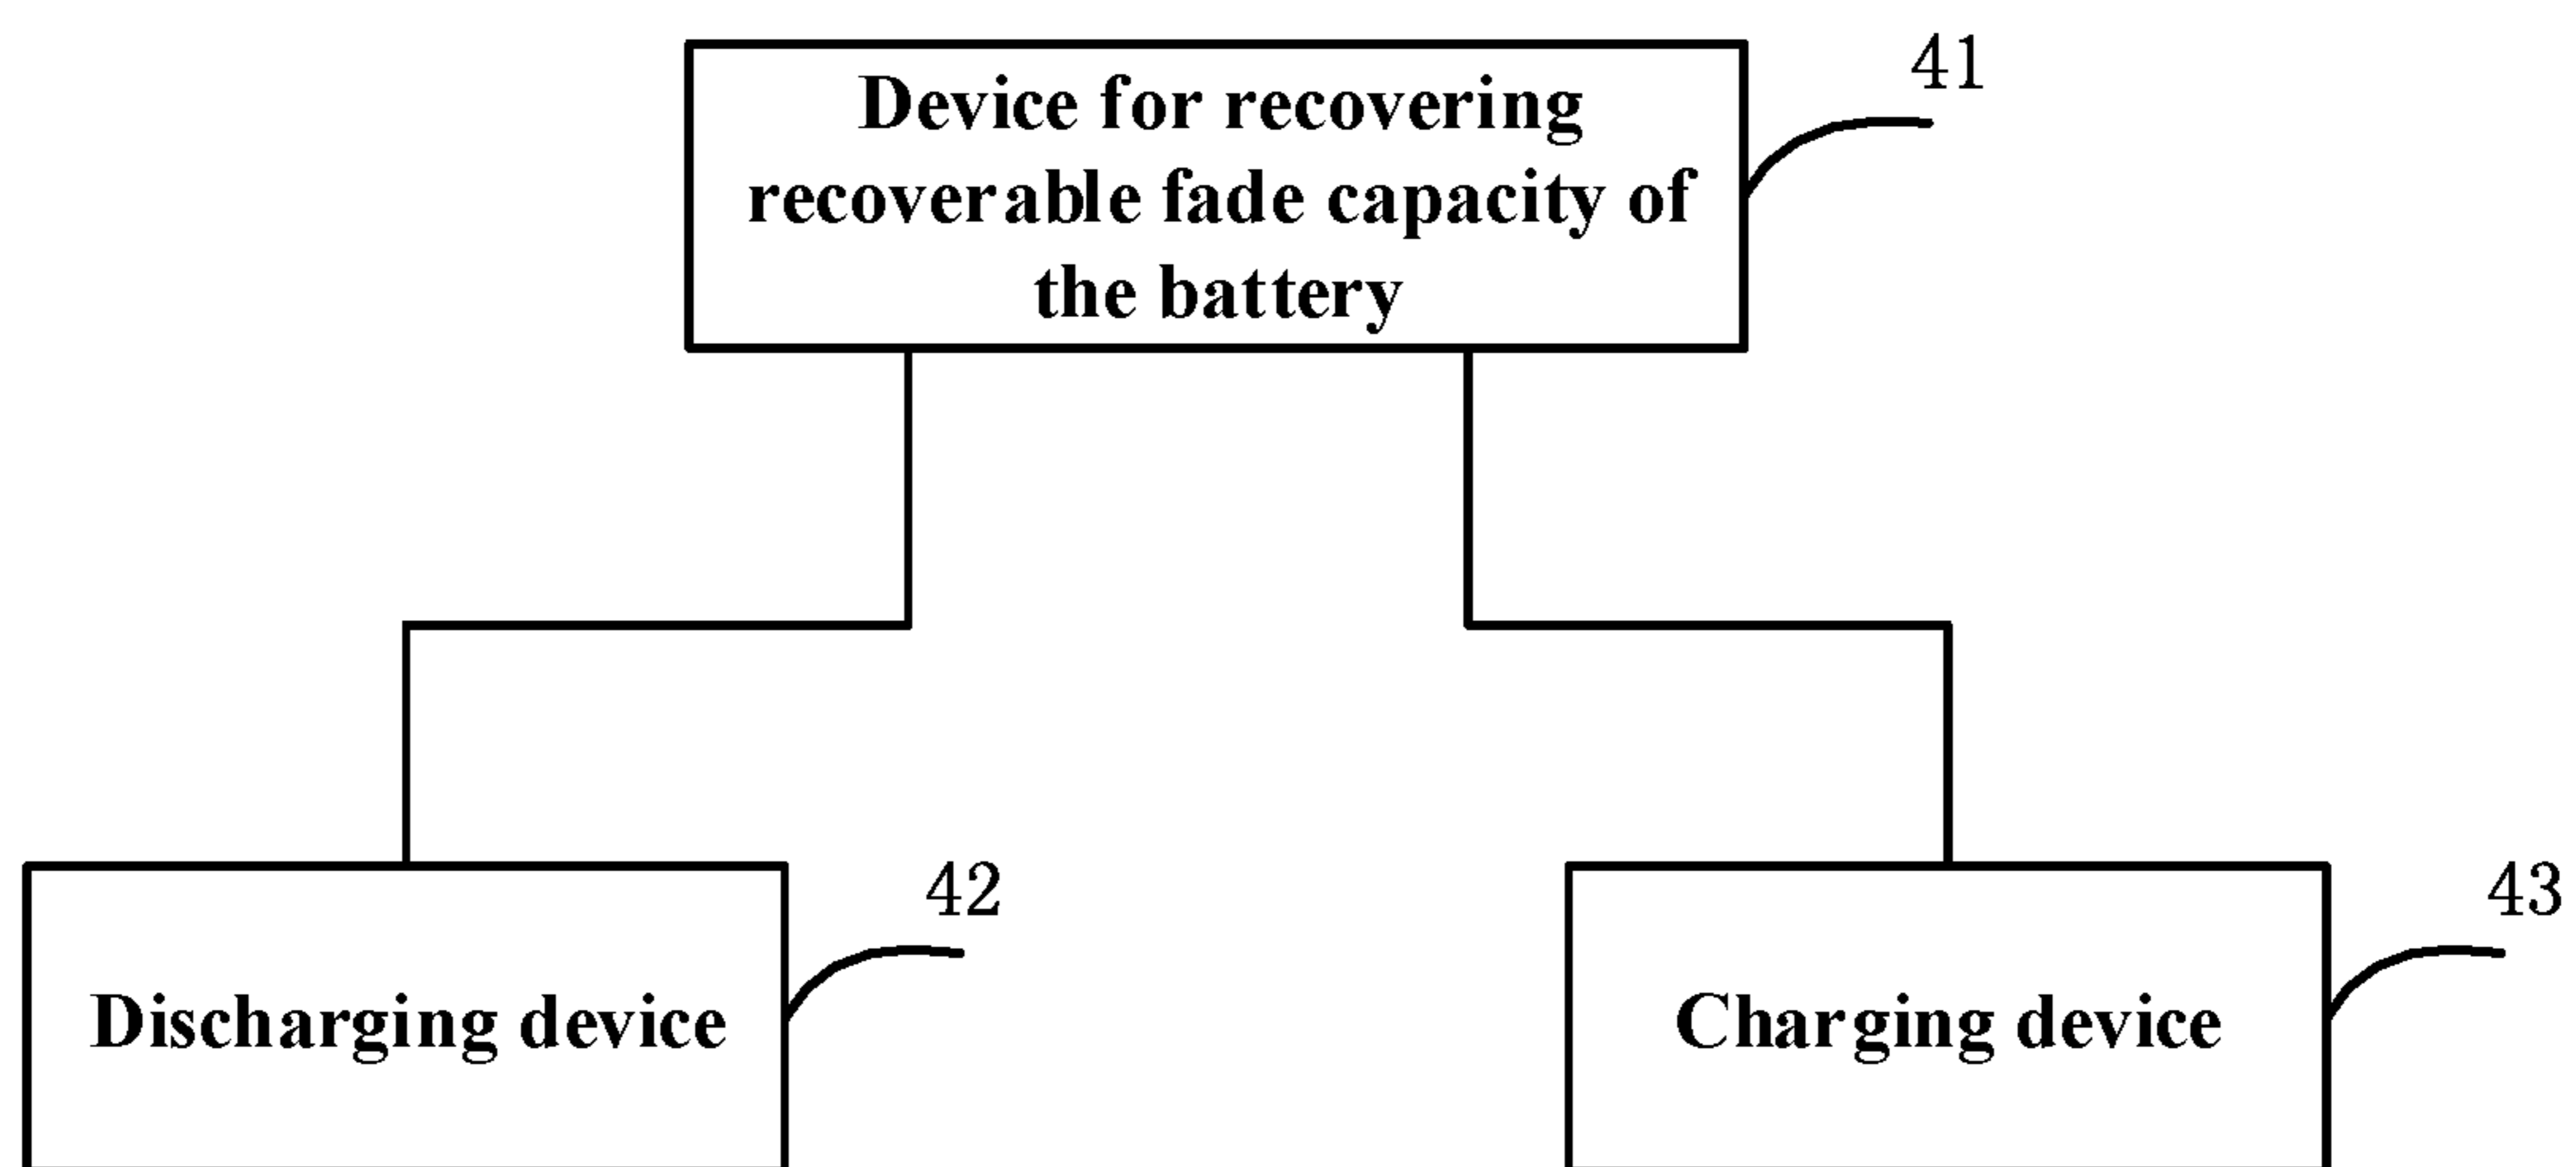 41
Device for recovering
recoverable fade capacity of
the battery
42
43
Discharging device
Charging device